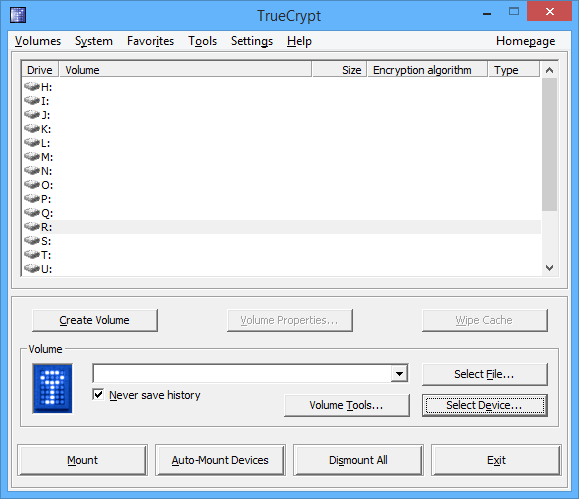 TrueCrypt
Volumes System Favorites Tools Settings Help Homepage
Drive Volume Size Encryption algorithm Type
H:
I:
J:
K:
L:
M:
N:
O:
P:
Q:
R:
S:
T:
U:
Create Volume Volume Properties... Wipe Cache
Volume
Select File...
Never save history
Volume Tools... Select Device...
Mount Auto-Mount Devices Dismount All Exit